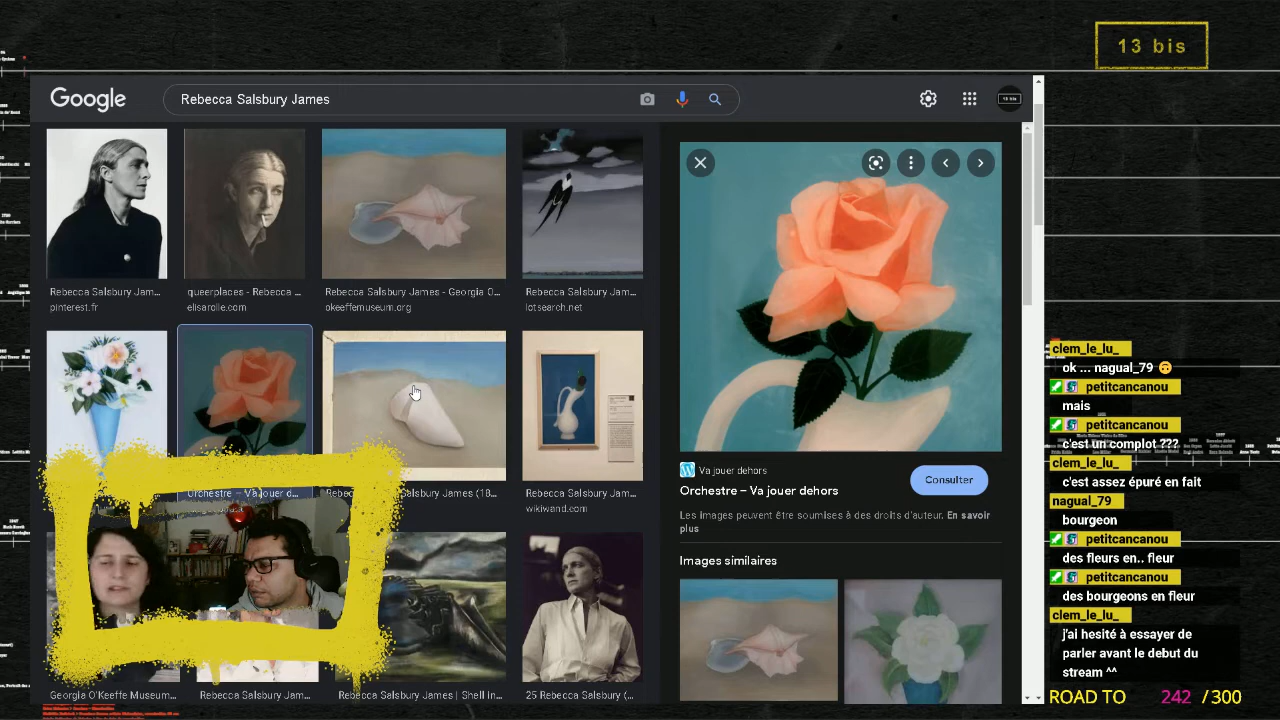 13 bis
Google
Rebecca Salsbury James
Rebecca Salsbury Jam...
pinterest.fr
queerplaces - Rebecca ...
elisarolle.com
Rebecca Salsbury James - Georgia O...
okeeffemuseum.org
Rebecca Salsbury Jam...
lotsearch.net
Orchestre – Va jouer d...
Salsbury James (18...
Rebecca Salsbury Jam...
wikiwand.com
Georgia O'Keeffe Museum...
Rebecca Salsbury Jam...
Rebecca Salsbury James | Shell in...
25 Rebecca Salsbury (...
Va jouer dehors
Orchestre – Va jouer dehors
Consulter
Les images peuvent être soumises à des droits d'auteur. En savoir
plus
Images similaires
clem_le_lu_
ok ... nagual_79
petitcancanou
mais
petitcancanou
c'est un complot ???
clem_le_lu_
c'est assez épuré en fait
nagual_79
bourgeon
petitcancanou
des fleurs en.. fleur
petitcancanou
des bourgeons en fleur
clem_le_lu_
j'ai hesité à essayer de
parler avant le debut du
stream ^^
ROAD TO 242 / 300